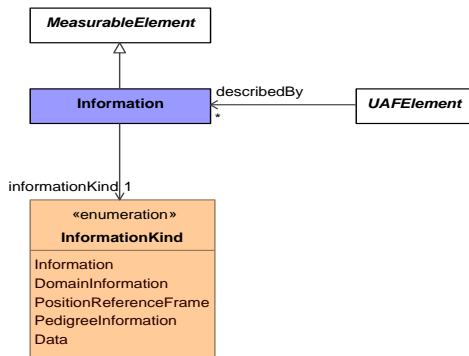 MeasurableElement
Information
describedBy
*
UAFElement
informationKind 1
«enumeration»
InformationKind
Information
DomainInformation
PositionReferenceFrame
PedigreeInformation
Data